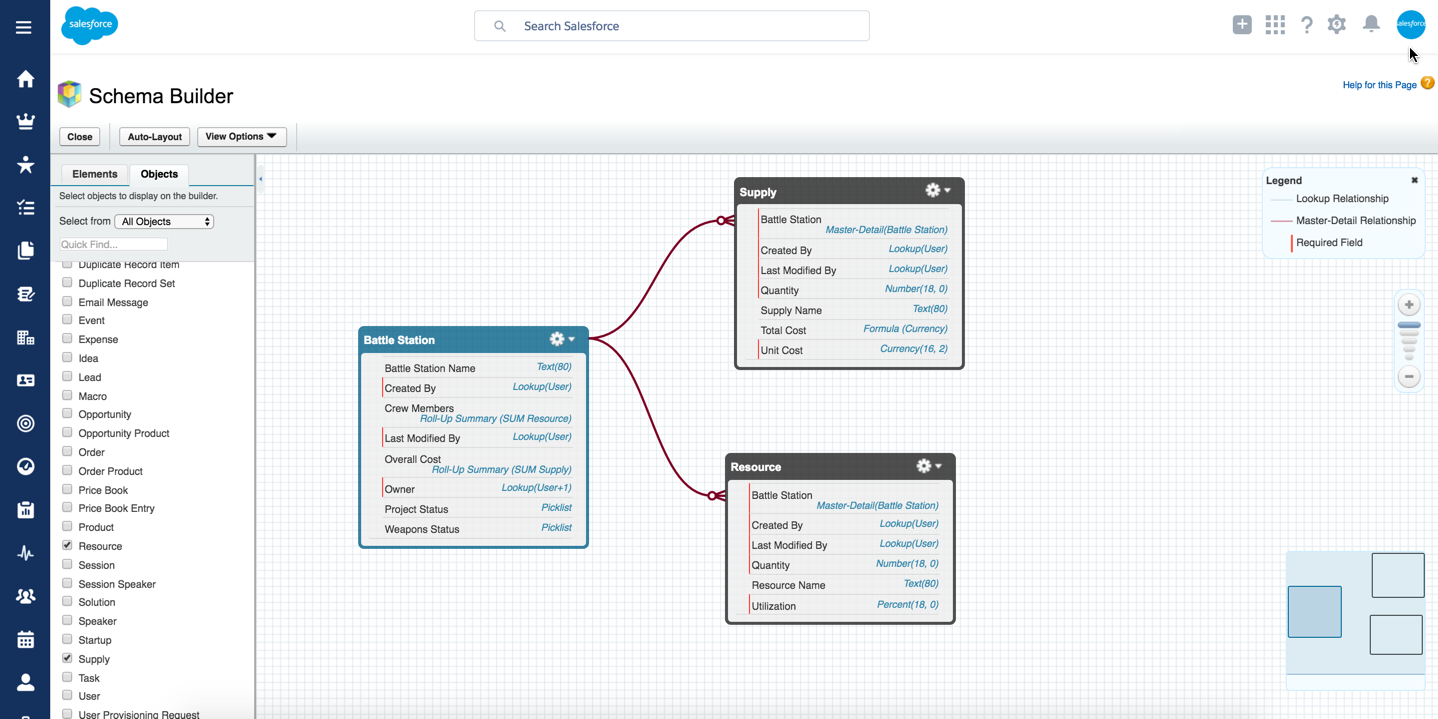 salesforce
Search Salesforce
salesforce
Schema Builder
Help for this Page ?
Close
Auto-Layout
View Options
Elements
Objects
Select objects to display on the builder.
Select from All Objects
Quick Find...
Duplicate Record Item
Duplicate Record Set
Email Message
Event
Expense
Idea
Lead
Macro
Opportunity
Opportunity Product
Order
Order Product
Price Book
Price Book Entry
Product
Resource
Session
Session Speaker
Solution
Speaker
Startup
Supply
Task
User
User Provisioning Request
Battle Station
Battle Station Name Text(80)
Created By Lookup(User)
Crew Members
Roll-Up Summary (SUM Resource)
Last Modified By Lookup(User)
Overall Cost
Roll-Up Summary (SUM Supply)
Owner Lookup(User+1)
Project Status Picklist
Weapons Status Picklist
Supply
Battle Station
Master-Detail(Battle Station)
Created By Lookup(User)
Last Modified By Lookup(User)
Quantity Number(18, 0)
Supply Name Text(80)
Total Cost Formula (Currency)
Unit Cost Currency(16, 2)
Resource
Battle Station
Master-Detail(Battle Station)
Created By Lookup(User)
Last Modified By Lookup(User)
Quantity Number(18, 0)
Resource Name Text(80)
Utilization Percent(18, 0)
Legend
Lookup Relationship
Master-Detail Relationship
Required Field